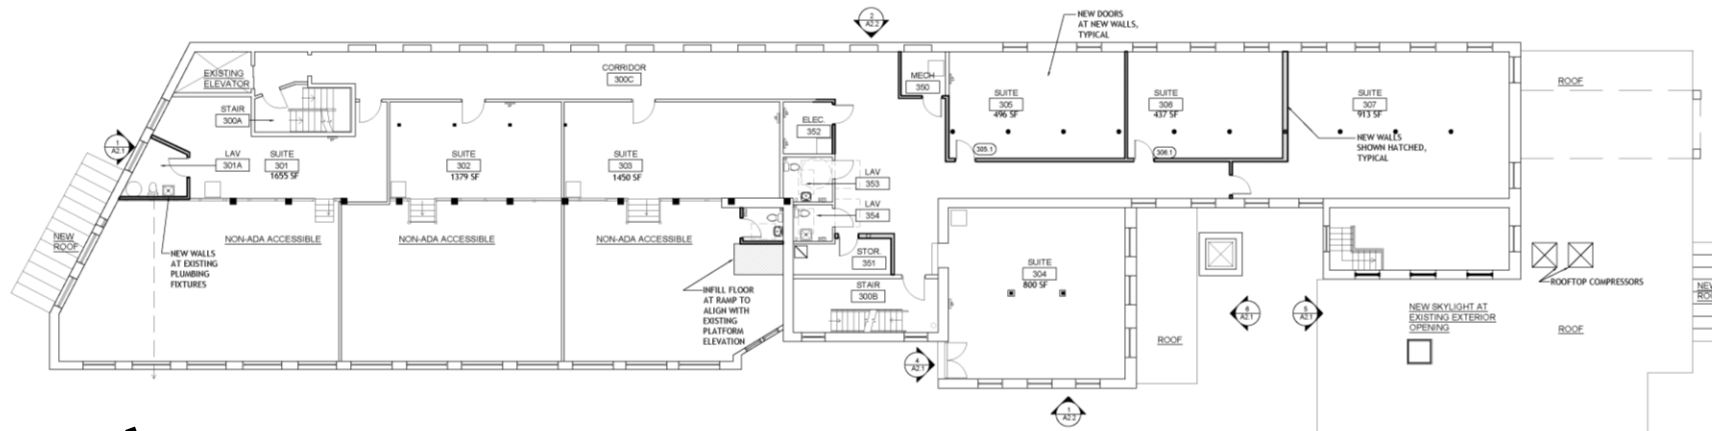 2
A2.2
NEW DOORS
AT NEW WALLS,
TYPICAL
EXISTING
ELEVATOR
CORRIDOR
300C
MECH
350
SUITE
305
496 SF
SUITE
306
437 SF
SUITE
307
913 SF
ROOF
STAIR
300A
ELEC.
352
1
A2.1
LAV
301A
SUITE
301
1655 SF
SUITE
302
1379 SF
SUITE
303
1450 SF
305.1
306.1
NEW WALLS
SHOWN HATCHED,
TYPICAL
LAV
353
LAV
354
NEW
ROOF
NON-ADA ACCESSIBLE
NON-ADA ACCESSIBLE
NON-ADA ACCESSIBLE
NEW WALLS
AT EXISTING
PLUMBING
FIXTURES
STOR.
351
SUITE
304
800 SF
STAIR
300B
INFILL FLOOR
AT RAMP TO
ALIGN WITH
EXISTING
PLATFORM
ELEVATION
6
A2.1
5
A2.1
ROOFTOP COMPRESSORS
NEW SKYLIGHT AT
EXISTING EXTERIOR
OPENING
ROOF
ROOF
4
A2.1
1
A2.2